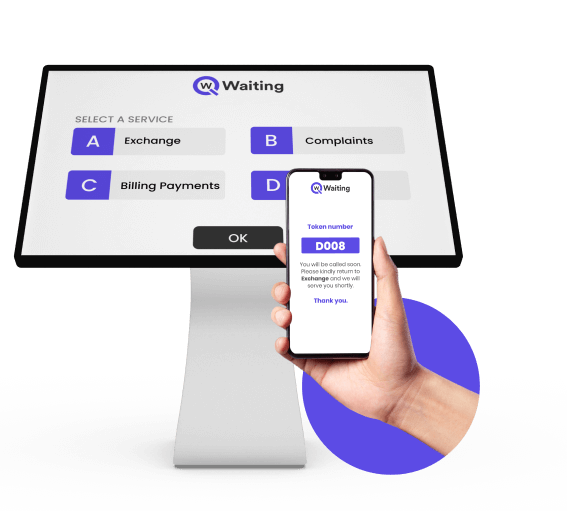 W Waiting
SELECT A SERVICE
A Exchange
B Complaints
C Billing Payments
D
OK
W Waiting
Token number
D008
You will be called soon.
Please kindly return to
Exchange and we will
serve you shortly.
Thank you.